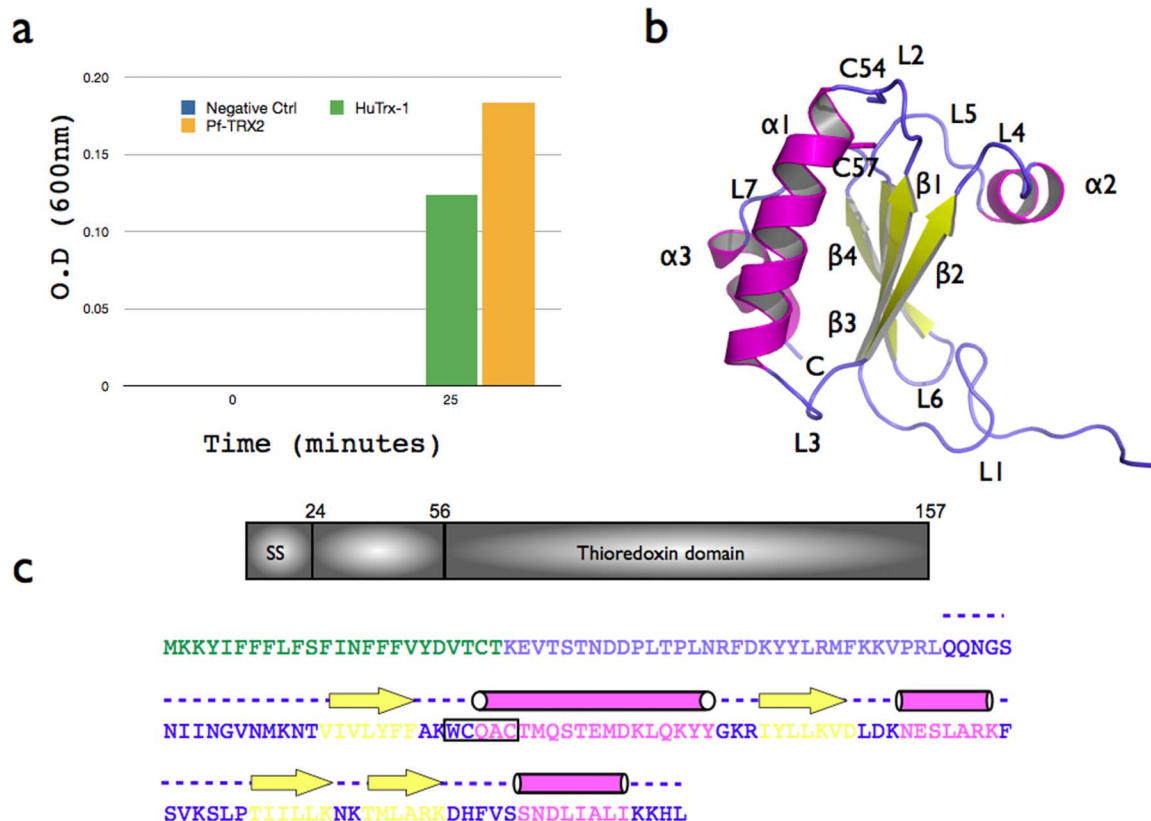 a
0.20
0.15
0.10
0.05
0
O.D (600nm)
Negative Ctrl
HuTrx-1
Pf-TRX2
0
25
Time (minutes)
b
C54
L2
L5
L4
α1
C57
β1
α2
L7
α3
β4
β2
β3
C
L6
L3
L1
c
24
56
157
SS
Thioredoxin domain
MKKYIFFFLFSFINFFFVYDVTCTKEVTSTNDDPLTPLNRFDKYYLRMFKKVPRLQQNGS
NIINGVNMKNTVIVLYFFAKWCQACTMQSTEMDKLQKYYGKRIYLLKVDLDKNESLARKF
SVKSLPTIILLKNKTMLARKDHFVSSNDLIALIKKHL